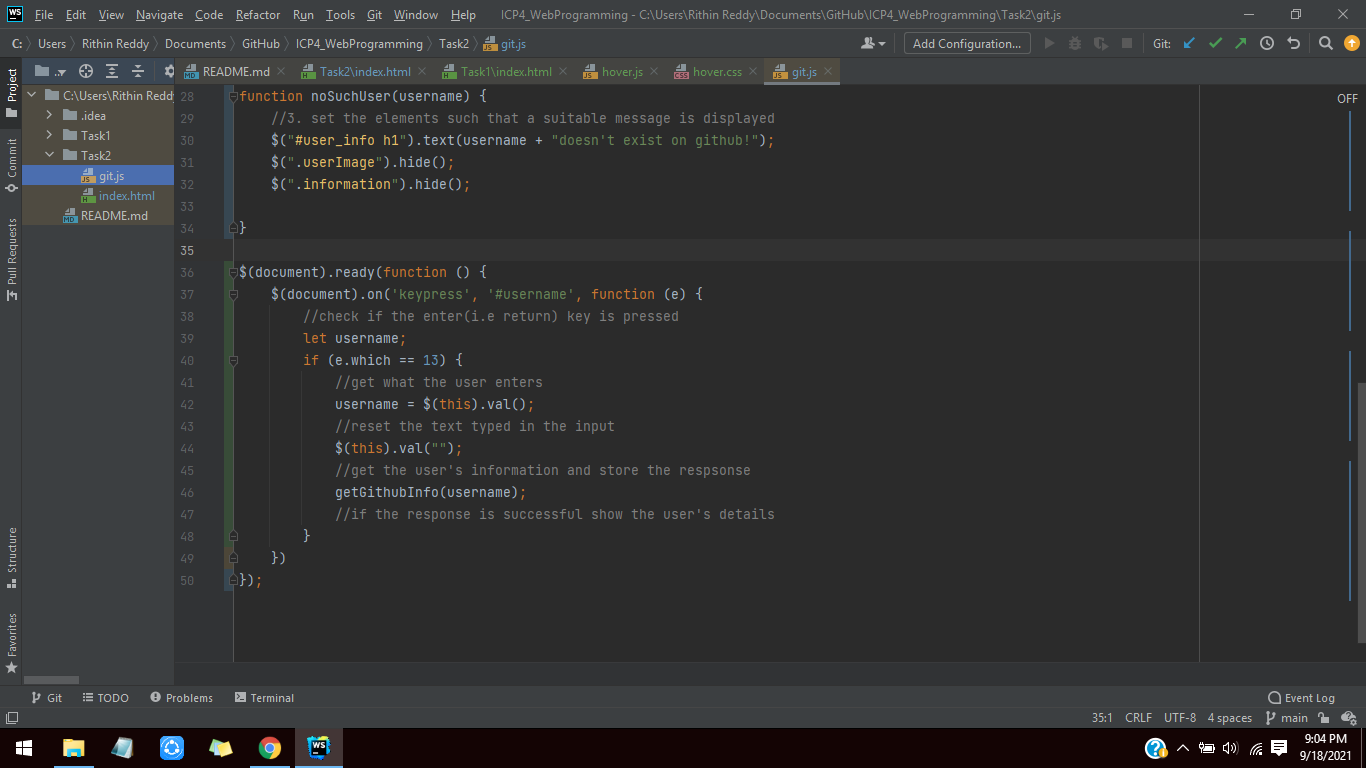 WS File Edit View Navigate Code Refactor Run Tools Git Window Help ICP4_WebProgramming - C:\Users\Rithin Reddy\Documents\GitHub\ICP4_WebProgramming\Task2\git.js
C: Users Rithin Reddy Documents GitHub ICP4_WebProgramming Task2 git.js Add Configuration... Git:
.. README.md Task2\index.html Task1\index.html hover.js hover.css git.js
Project
Commit
Pull Requests
Structure
Favorites
C:\Users\Rithin Redd
.idea
Task1
Task2
git.js
index.html
README.md
OFF
28 function noSuchUser(username) {
29 //3. set the elements such that a suitable message is displayed
30 $("#user_info h1").text(username + "doesn't exist on github!");
31 $(".userImage").hide();
32 $(".information").hide();
33
34 }
35
36 $(document).ready(function () {
37 $(document).on('keypress', '#username', function (e) {
38 //check if the enter(i.e return) key is pressed
39 let username;
40 if (e.which == 13) {
41 //get what the user enters
42 username = $(this).val();
43 //reset the text typed in the input
44 $(this).val("");
45 //get the user's information and store the respsonse
46 getGithubInfo(username);
47 //if the response is successful show the user's details
48 }
49 })
50 });
Git TODO Problems Terminal Event Log
35:1 CRLF UTF-8 4 spaces main
WS 9:04 PM
9/18/2021